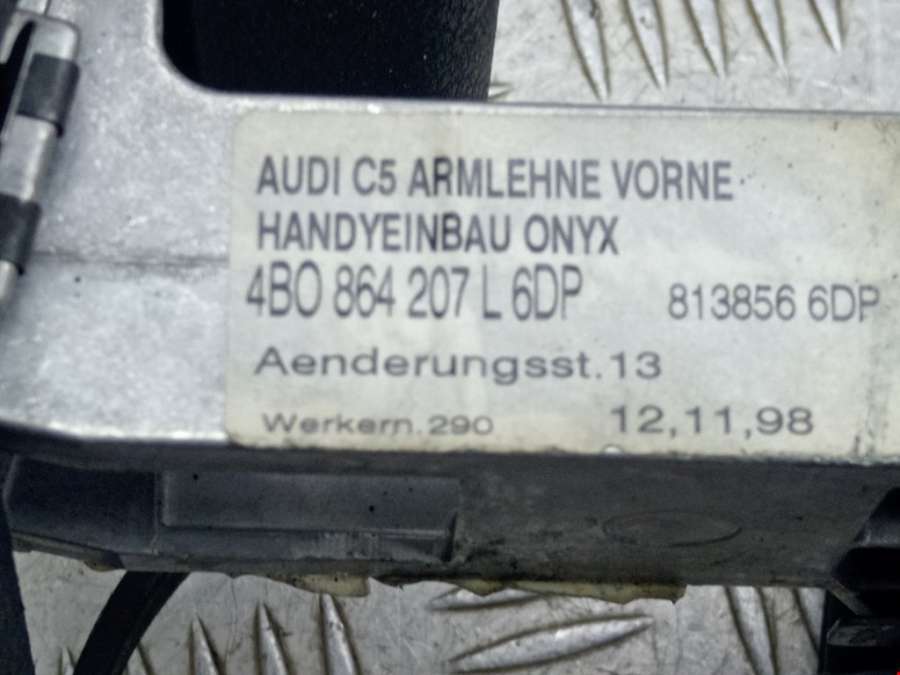 AUDI C5 ARMLEHNE VORNE
HANDYEINBAU ONYX
4B0 864 207 L 6DP 813856 6DP
Aenderungsst.13
Werkern.290 12,11,98